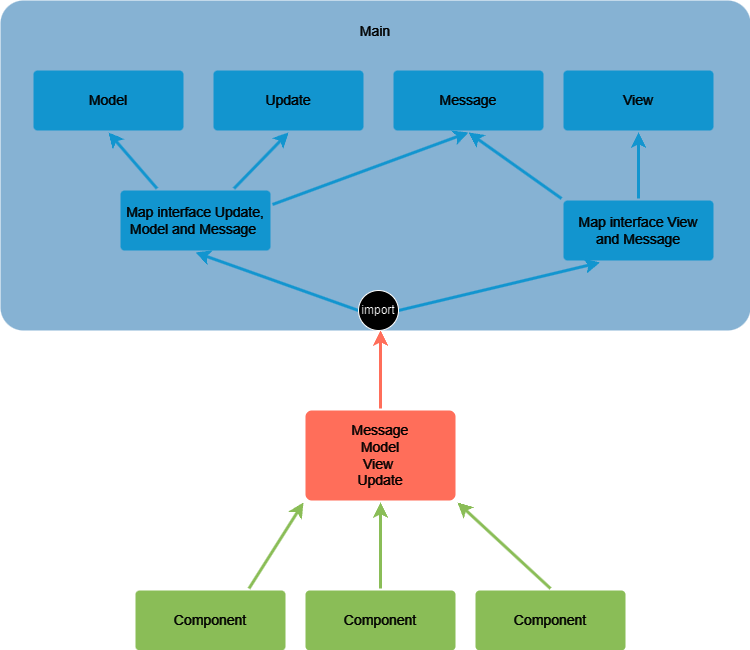 Main
Model
Update
Message
View
Map interface Update,
Model and Message
Map interface View
and Message
import
Message
Model
View
Update
Component
Component
Component